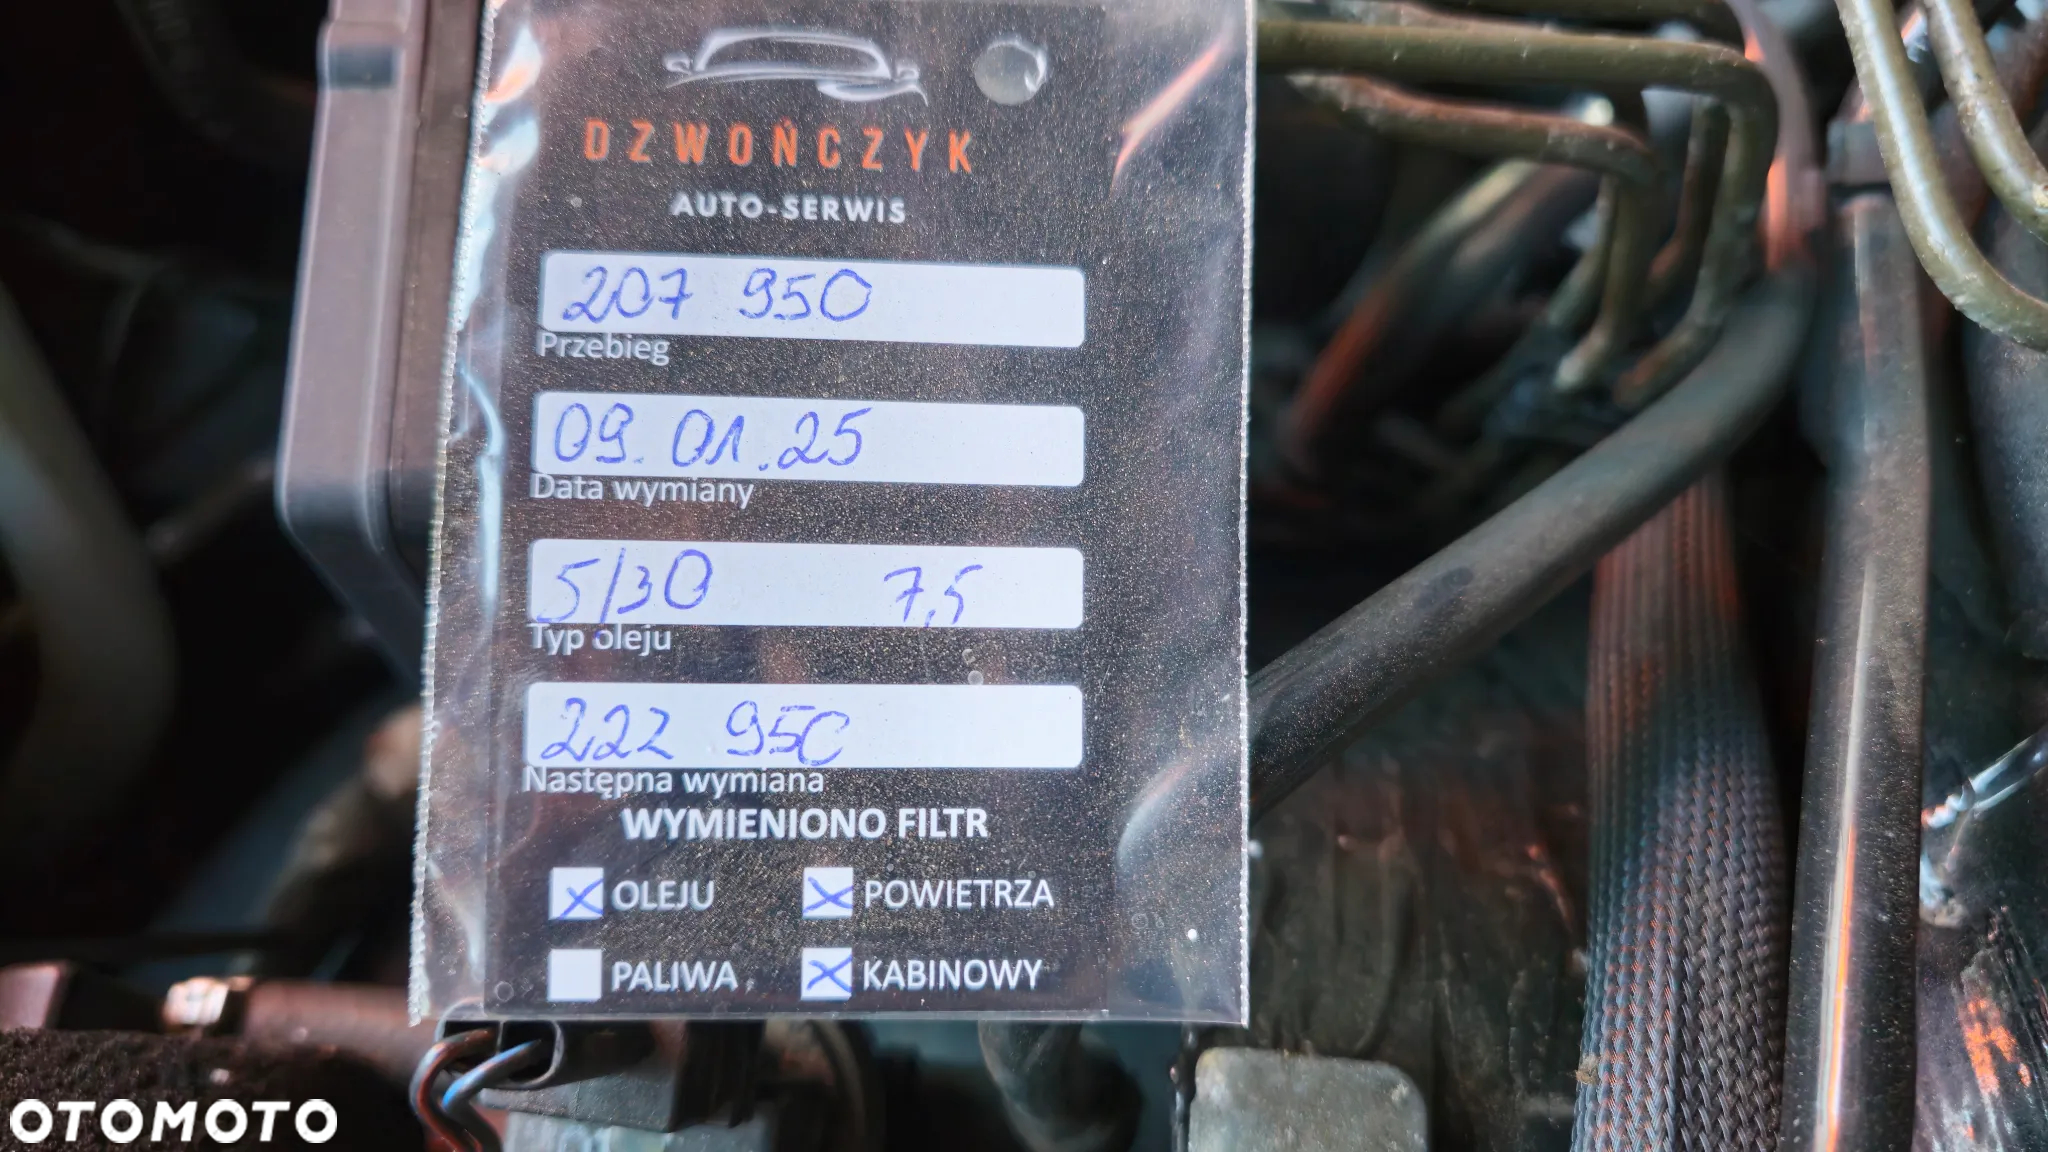 DZWOŃCZYK
AUTO-SERWIS
207 950
Przebieg
09.01.25
Data wymiany
5/30 7,5
Typ oleju
222 950
Następna wymiana
WYMIENIONO FILTR
OLEJU POWIETRZA
PALIWA KABINOWY
OTOMOTO